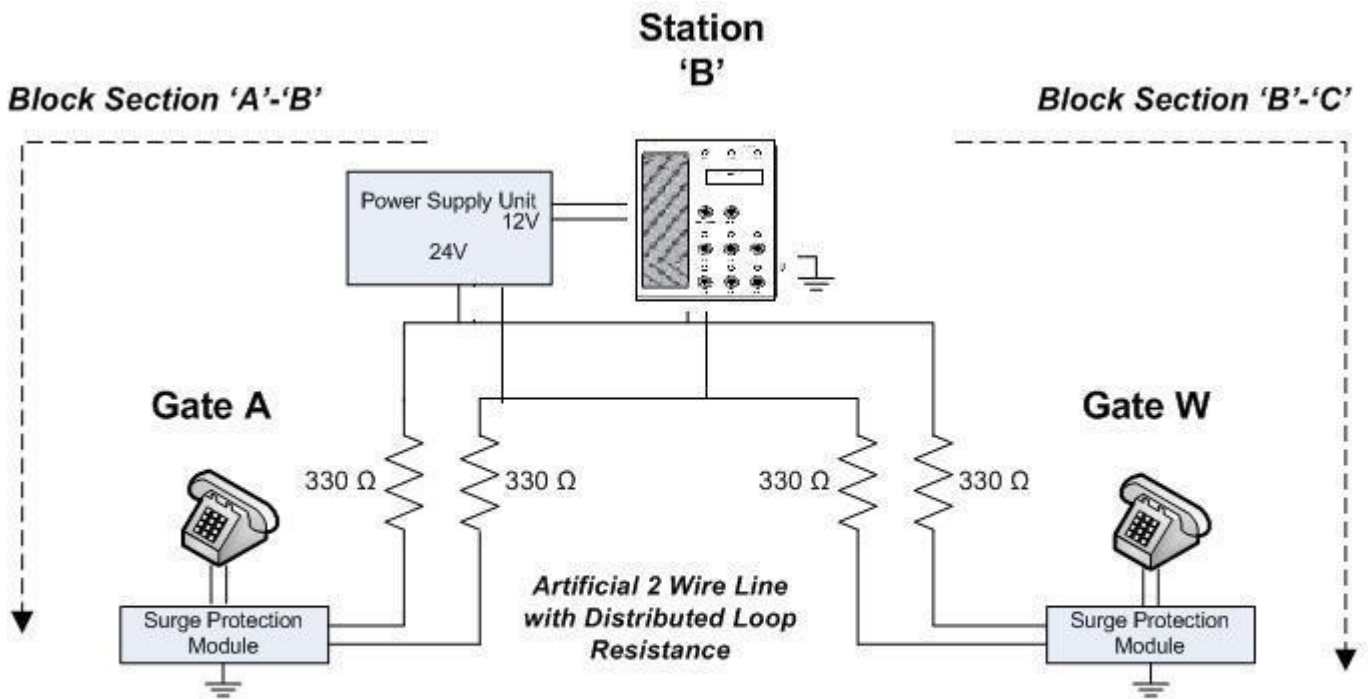 Station
‘B’
Block Section ‘A’-‘B’
Block Section ‘B’-‘C’
Power Supply Unit
12V
24V
Gate A
Gate W
330 Ω
330 Ω
330 Ω
330 Ω
Artificial 2 Wire Line
with Distributed Loop
Resistance
Surge Protection
Module
Surge Protection
Module